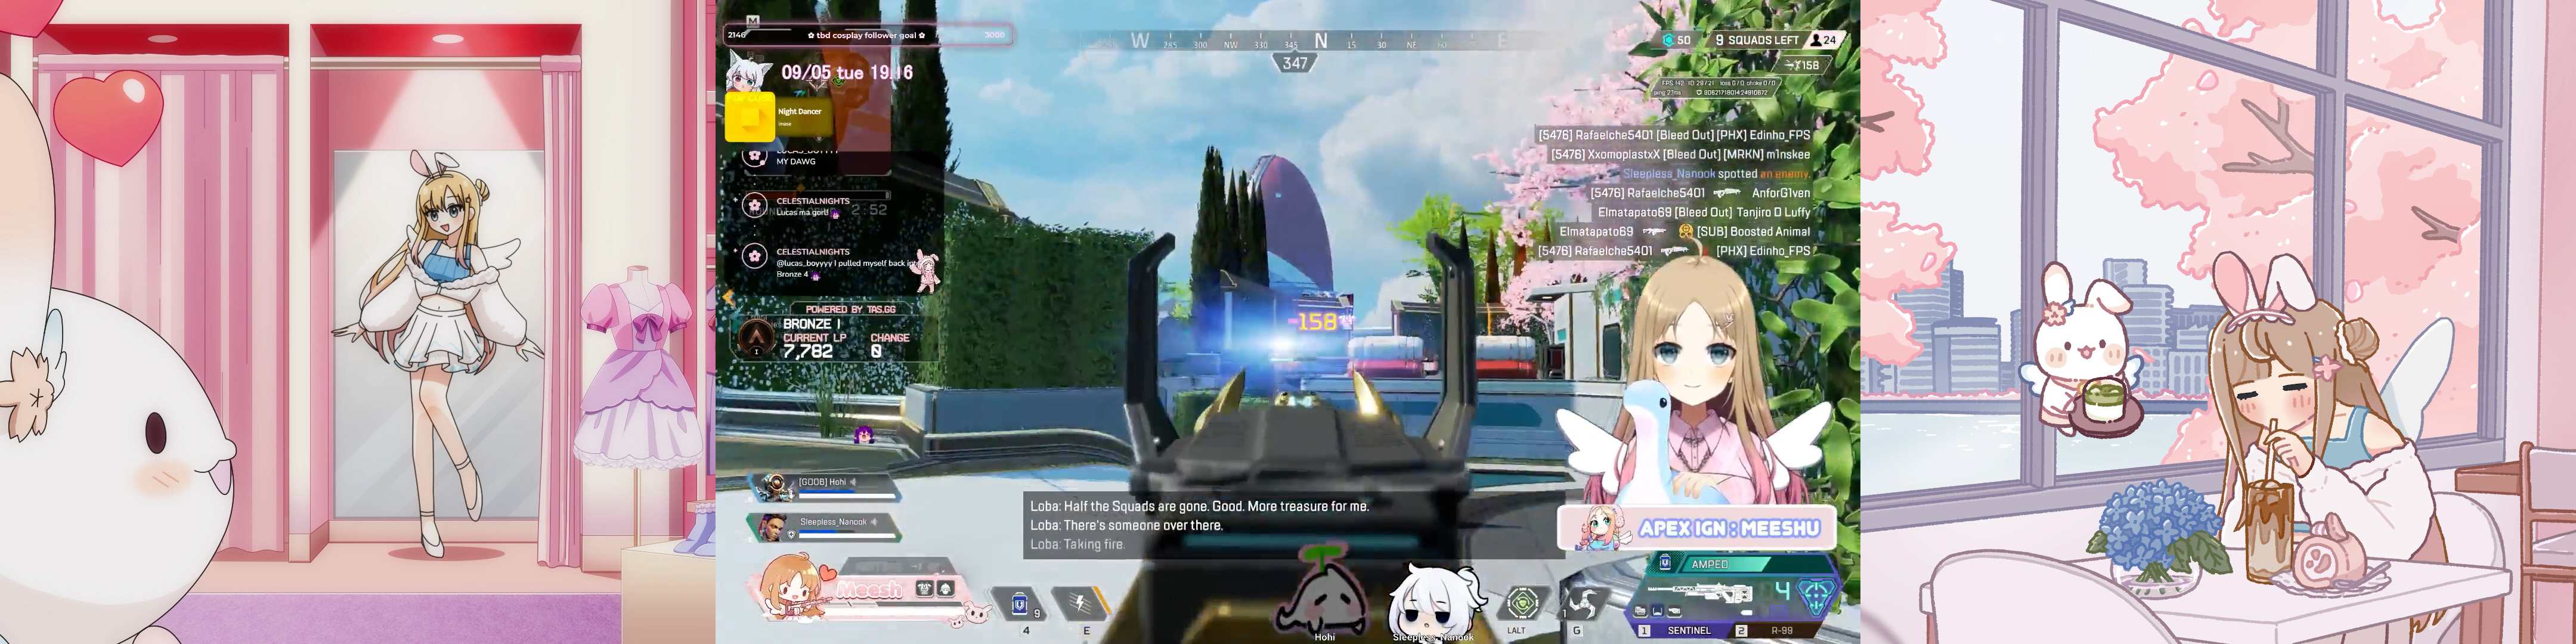 M
2146 ✿ tbd cosplay follower goal ✿ 3000
09/05 tue 19:16
Night Dancer
imase
LUCAS_BOYYYY
MY DAWG
CELESTIALNIGHTS
Lucas ma gorl!
2:52
CELESTIALNIGHTS
@lucas_boyyyy I pulled myself back into
Bronze 4
POWERED BY TAS.GG
BRONZE I
CURRENT LP CHANGE
7,782 0
W 285 300 NW 330 345 N 15 30 NE
347
50 9 SQUADS LEFT 24
158
[5476] Rafaelche5401 [Bleed Out] [PHX] Edinho_FPS
[5476] XxomoplastxX [Bleed Out] [MRKN] m1nskee
Sleepless_Nanook spotted an enemy.
[5476] Rafaelche5401 AnforG1ven
Elmatapato69 [Bleed Out] Tanjiro D Luffy
Elmatapato69 [SUB] Boosted Animal
[5476] Rafaelche5401 [PHX] Edinho_FPS
158
[GOOB] Hohi
Sleepless_Nanook
Loba: Half the Squads are gone. Good. More treasure for me.
Loba: There's someone over there.
Loba: Taking fire.
APEX IGN : MEESHU
Meesh
9
4 E
Hohi
Sleepless_Nanook
LALT
1
G
AMPED
4
1 SENTINEL 2 R-99